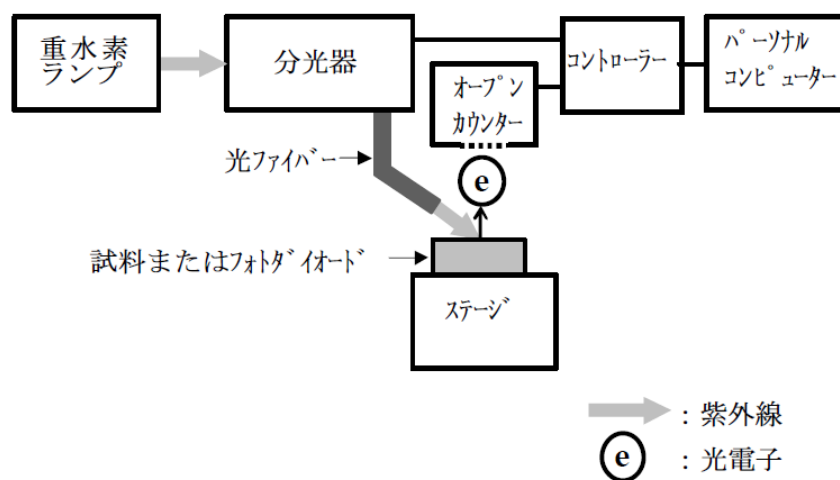 重水素
ランプ
分光器
コントローラー
パーソナル
コンピューター
オープン
カウンター
光ファイバー
e
試料またはフォトダイオード
ステージ
: 紫外線
e
: 光電子